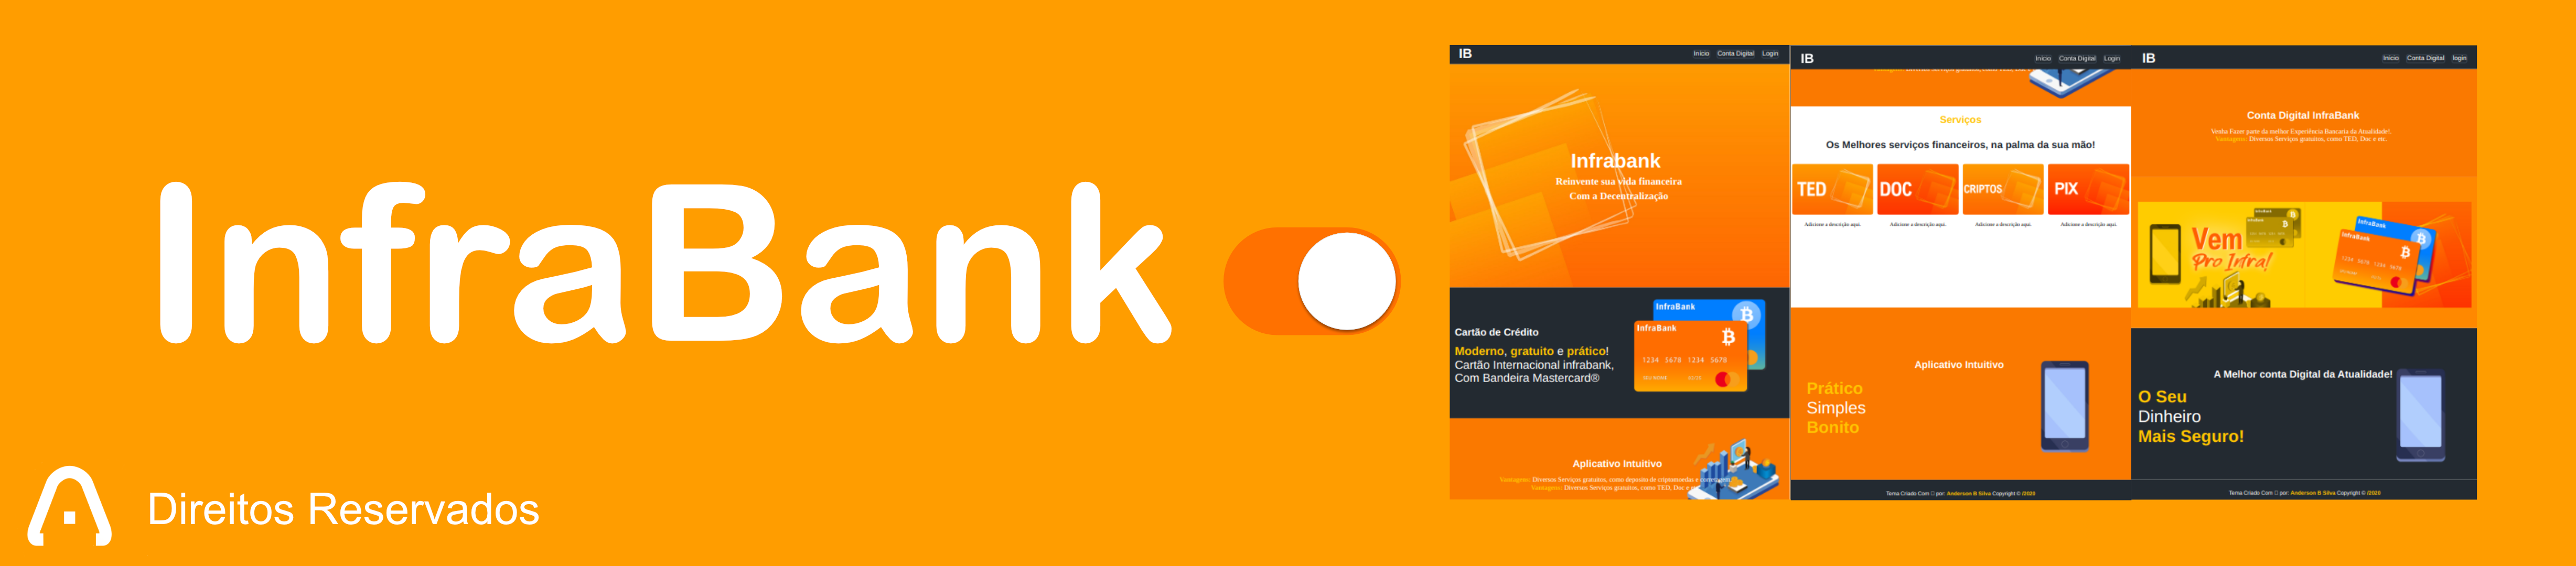 InfraBank
Direitos Reservados
IB
Início Conta Digital Login
Infrabank
Reinvente sua vida financeira
Com a Decentralização
Cartão de Crédito
Moderno, gratuito e prático!
Cartão Internacional infrabank,
Com Bandeira Mastercard®
InfraBank
InfraBank
1234 5678 1234 5678
Aplicativo Intuitivo
Vantagens: Diversos Serviços gratuitos, como deposito de criptomoedas e
Vantagens: Diversos Serviços gratuitos, como TED, Doc e
IB
Início Conta Digital Login
Serviços
Os Melhores serviços financeiros, na palma da sua mão!
TED
DOC
CRIPTOS
PIX
Adicione a descrição aqui.
Adicione a descrição aqui.
Adicione a descrição aqui.
Adicione a descrição aqui.
Aplicativo Intuitivo
Prático
Simples
Bonito
Tema Criado Com por: Anderson B Silva Copyright © /2020
IB
Início Conta Digital login
Conta Digital InfraBank
Venha Fazer parte da melhor Experiência Bancaria da Atualidade!.
Vantagens: Diversos Serviços gratuitos, como TED, Doc e etc.
Vem
Pro Infra!
InfraBank
InfraBank
1234 5678 1234 5678
A Melhor conta Digital da Atualidade!
O Seu
Dinheiro
Mais Seguro!
Tema Criado Com por: Anderson B Silva Copyright © /2020